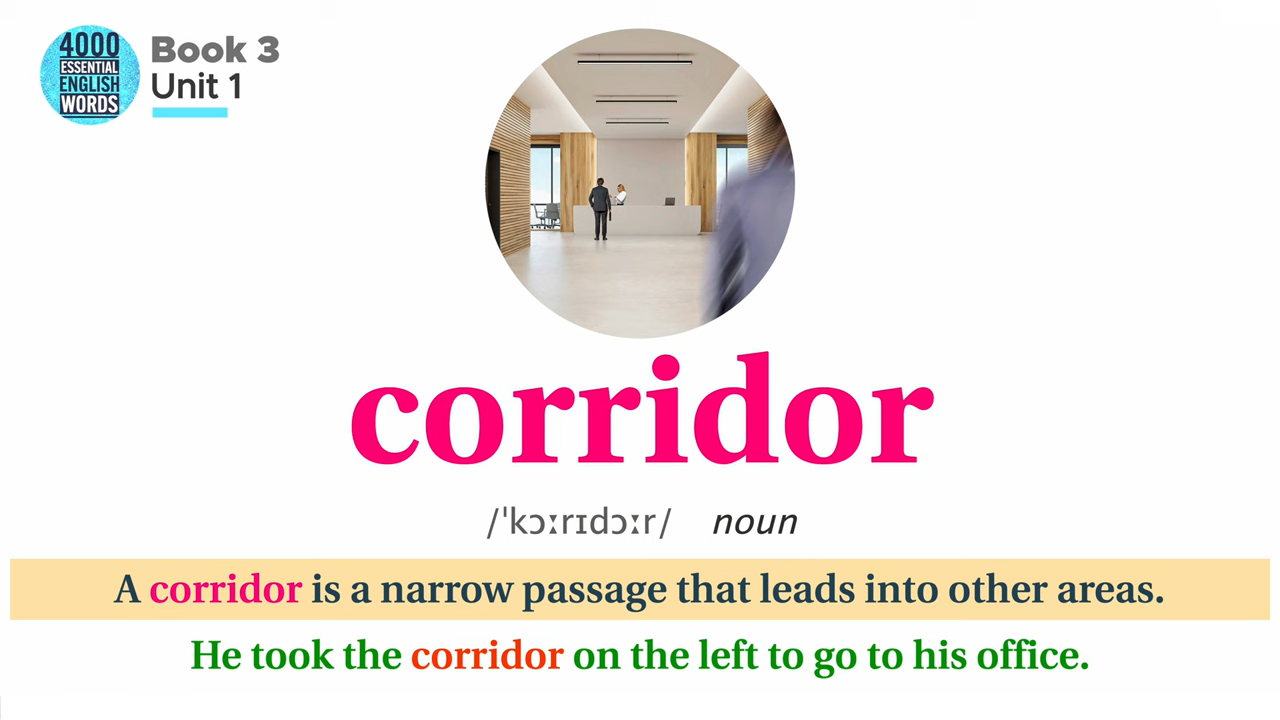 4000
ESSENTIAL
ENGLISH
WORDS
Book 3
Unit 1
corridor
/ˈkɔːrɪdɔːr/ noun
A corridor is a narrow passage that leads into other areas.
He took the corridor on the left to go to his office.